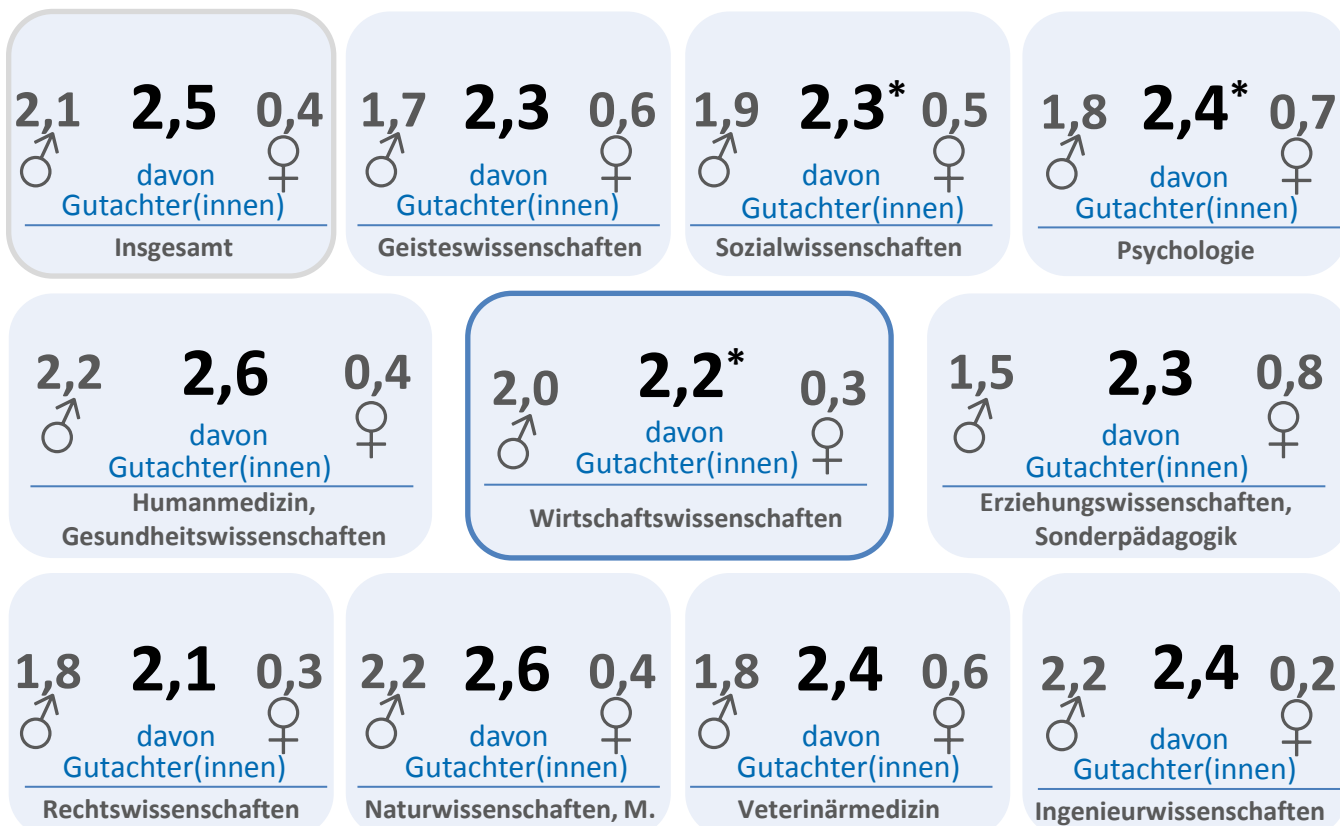 2,1 2,5 0,4
davon
Gutachter(innen)
Insgesamt
1,7 2,3 0,6
davon
Gutachter(innen)
Geisteswissenschaften
1,9 2,3* 0,5
davon
Gutachter(innen)
Sozialwissenschaften
1,8 2,4* 0,7
davon
Gutachter(innen)
Psychologie
2,2 2,6 0,4
davon
Gutachter(innen)
Humanmedizin,
Gesundheitswissenschaften
2,0 2,2* 0,3
davon
Gutachter(innen)
Wirtschaftswissenschaften
1,5 2,3 0,8
davon
Gutachter(innen)
Erziehungswissenschaften,
Sonderpädagogik
1,8 2,1 0,3
davon
Gutachter(innen)
Rechtswissenschaften
2,2 2,6 0,4
davon
Gutachter(innen)
Naturwissenschaften, M.
1,8 2,4 0,6
davon
Gutachter(innen)
Veterinärmedizin
2,2 2,4 0,2
davon
Gutachter(innen)
Ingenieurwissenschaften